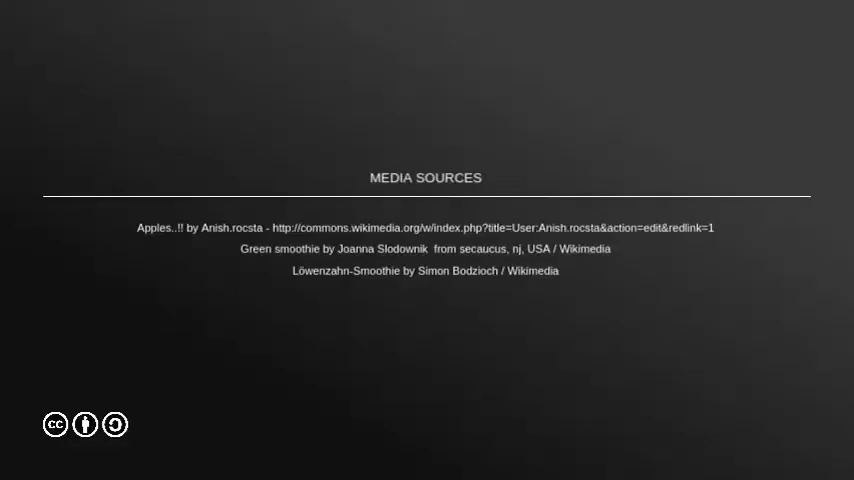 MEDIA SOURCES
Apples..!! by Anish.rocsta - http://commons.wikimedia.org/w/index.php?title=User:Anish.rocsta&action=edit&redlink=1
Green smoothie by Joanna Slodownik  from secaucus, nj, USA / Wikimedia
Löwenzahn-Smoothie by Simon Bodzioch / Wikimedia
cc